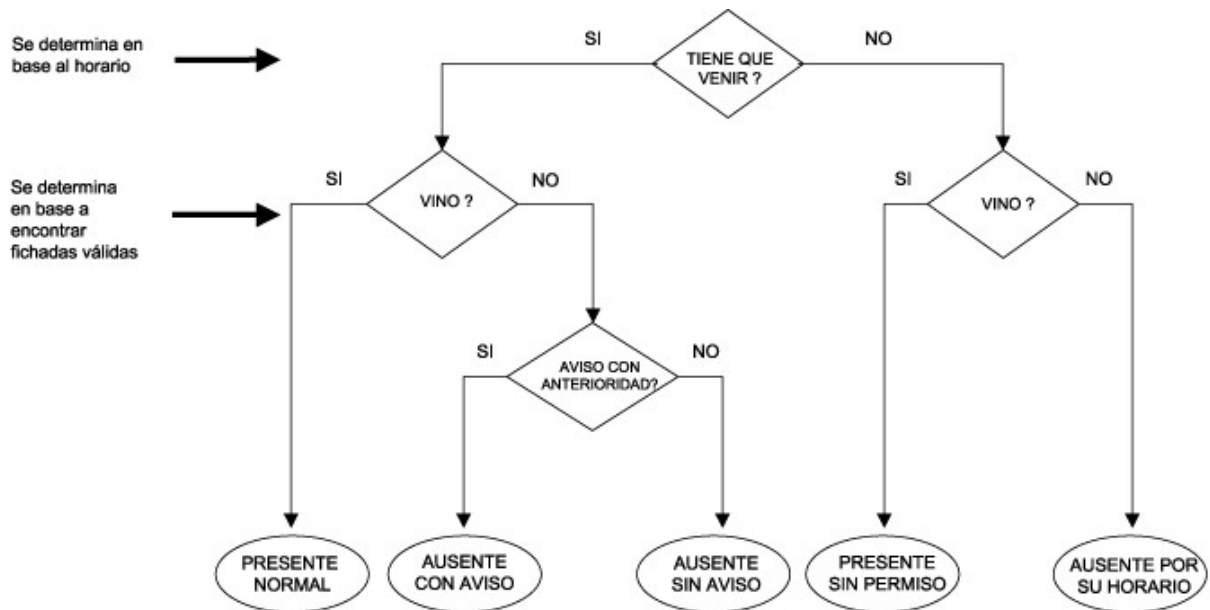 Se determina en
base al horario
SI
TIENE QUE
VENIR ?
NO
Se determina
en base a
encontrar
fichadas válidas
SI
VINO ?
NO
SI
VINO ?
NO
SI
AVISO CON
ANTERIORIDAD?
NO
PRESENTE
NORMAL
AUSENTE
CON AVISO
AUSENTE
SIN AVISO
PRESENTE
SIN PERMISO
AUSENTE POR
SU HORARIO